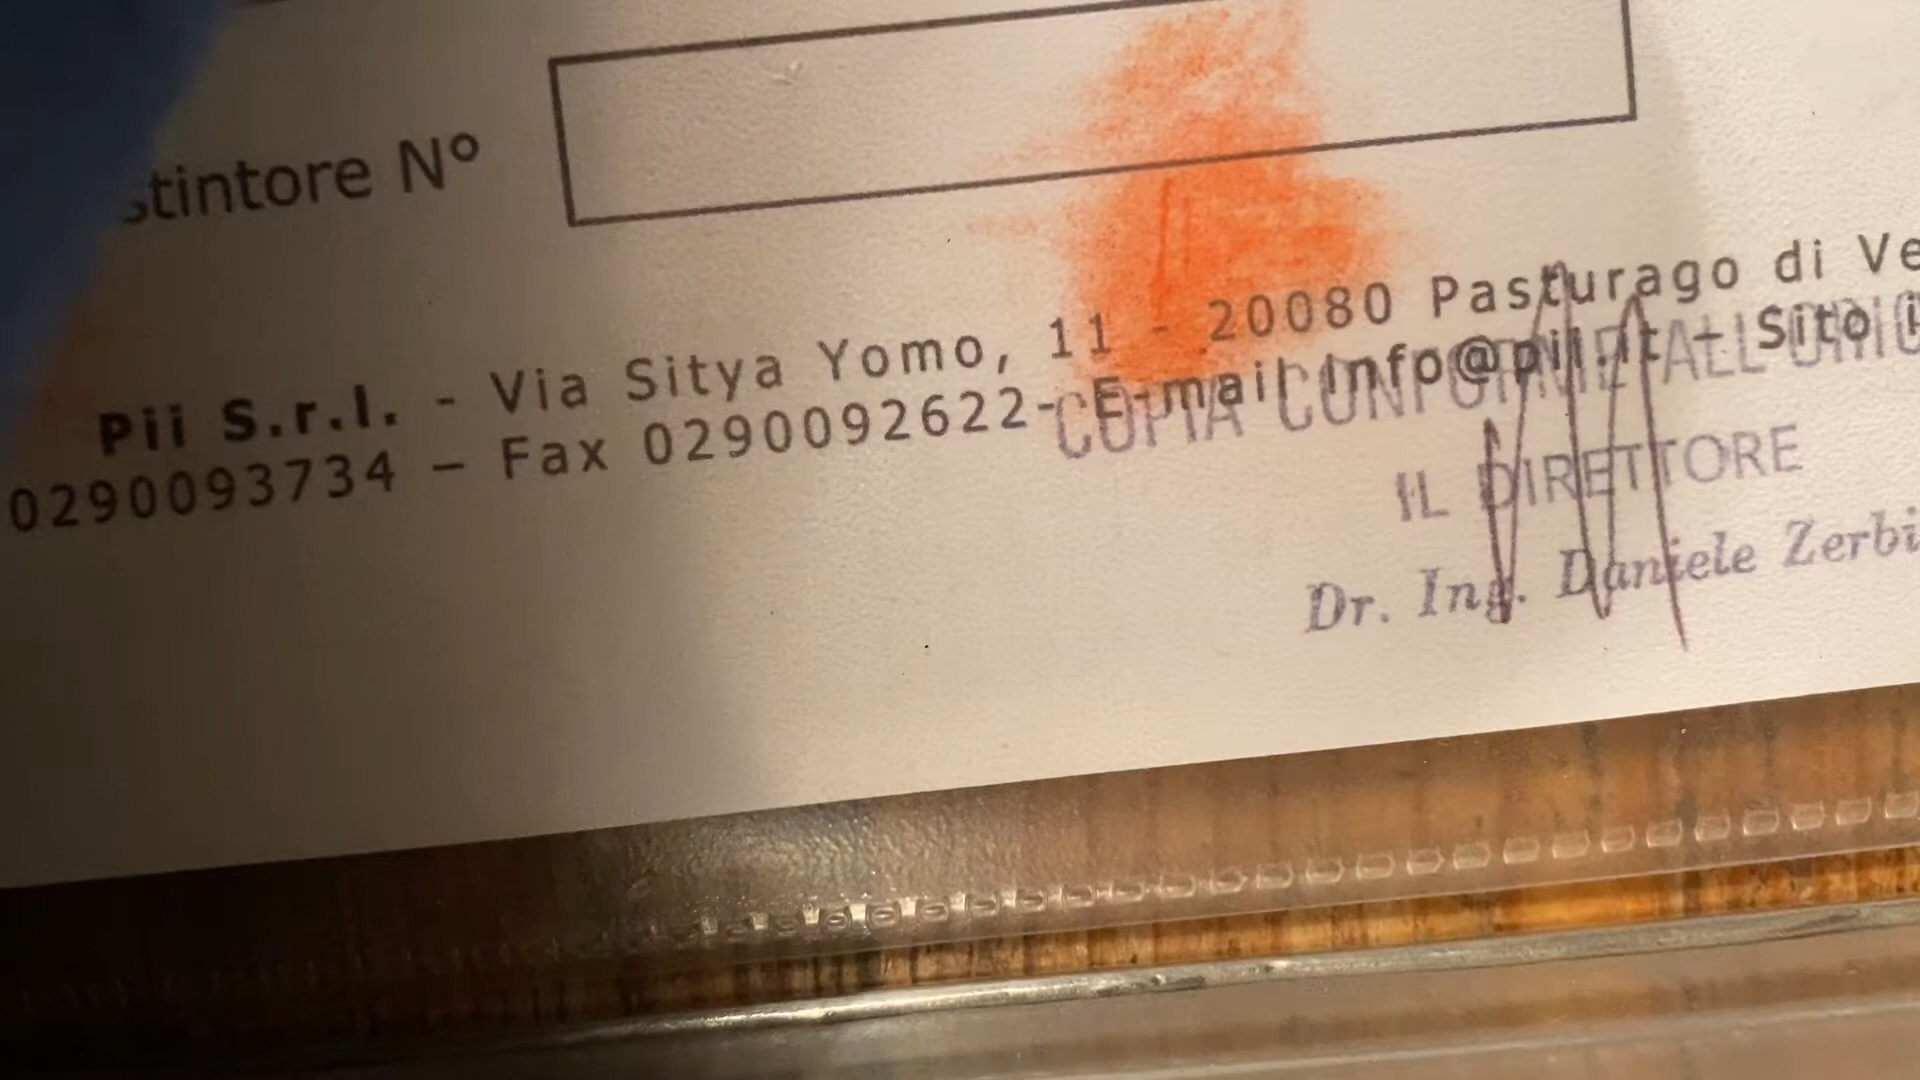 stintore N°
Pii S.r.l. - Via Sitya Yomo, 11 - 20080 Pasturago di Ve
0290093734 – Fax 0290092622- E-mail Info@pii.it - Sito i
COPIA CONFORME ALL'ORIG
IL DIRETTORE
Dr. Ing. Daniele Zerbi